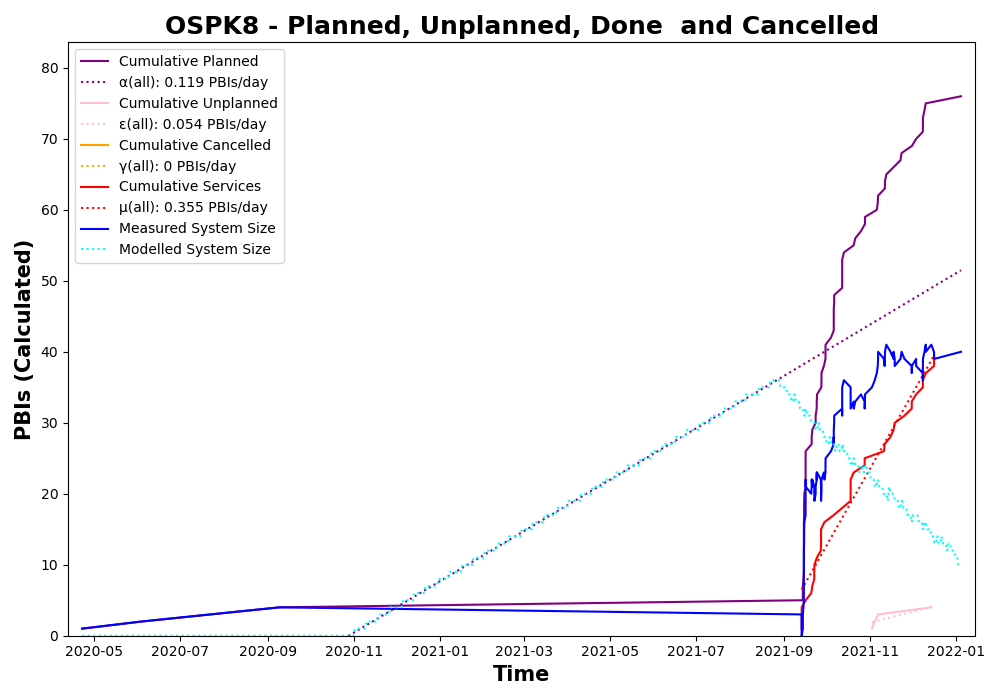 OSPK8 - Planned, Unplanned, Done  and Cancelled
PBIs (Calculated)
80
70
60
50
40
30
20
10
0
Cumulative Planned
α(all): 0.119 PBIs/day
Cumulative Unplanned
ε(all): 0.054 PBIs/day
Cumulative Cancelled
γ(all): 0 PBIs/day
Cumulative Services
μ(all): 0.355 PBIs/day
Measured System Size
Modelled System Size
2020-05 2020-07 2020-09 2020-11 2021-01 2021-03 2021-05 2021-07 2021-09 2021-11 2022-01
Time